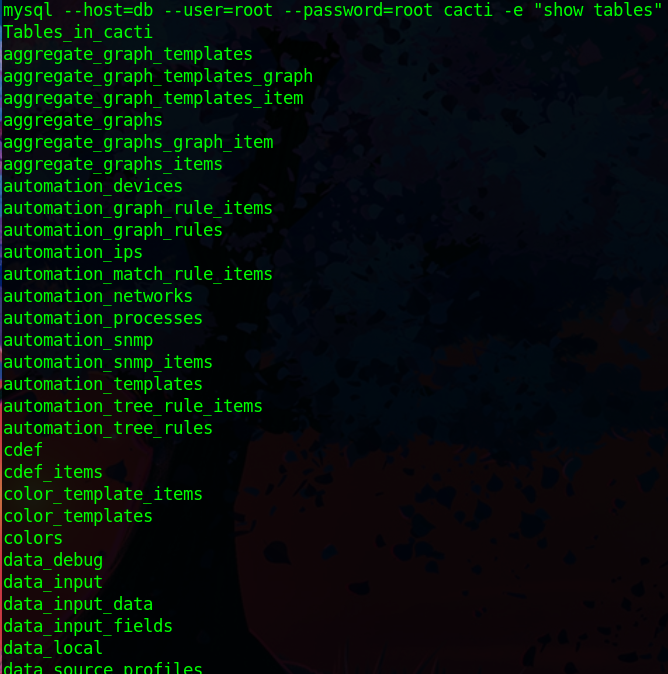 mysql --host=db --user=root --password=root cacti -e "show tables"
Tables_in_cacti
aggregate_graph_templates
aggregate_graph_templates_graph
aggregate_graph_templates_item
aggregate_graphs
aggregate_graphs_graph_item
aggregate_graphs_items
automation_devices
automation_graph_rule_items
automation_graph_rules
automation_ips
automation_match_rule_items
automation_networks
automation_processes
automation_snmp
automation_snmp_items
automation_templates
automation_tree_rule_items
automation_tree_rules
cdef
cdef_items
color_template_items
color_templates
colors
data_debug
data_input
data_input_data
data_input_fields
data_local
data_source_profiles